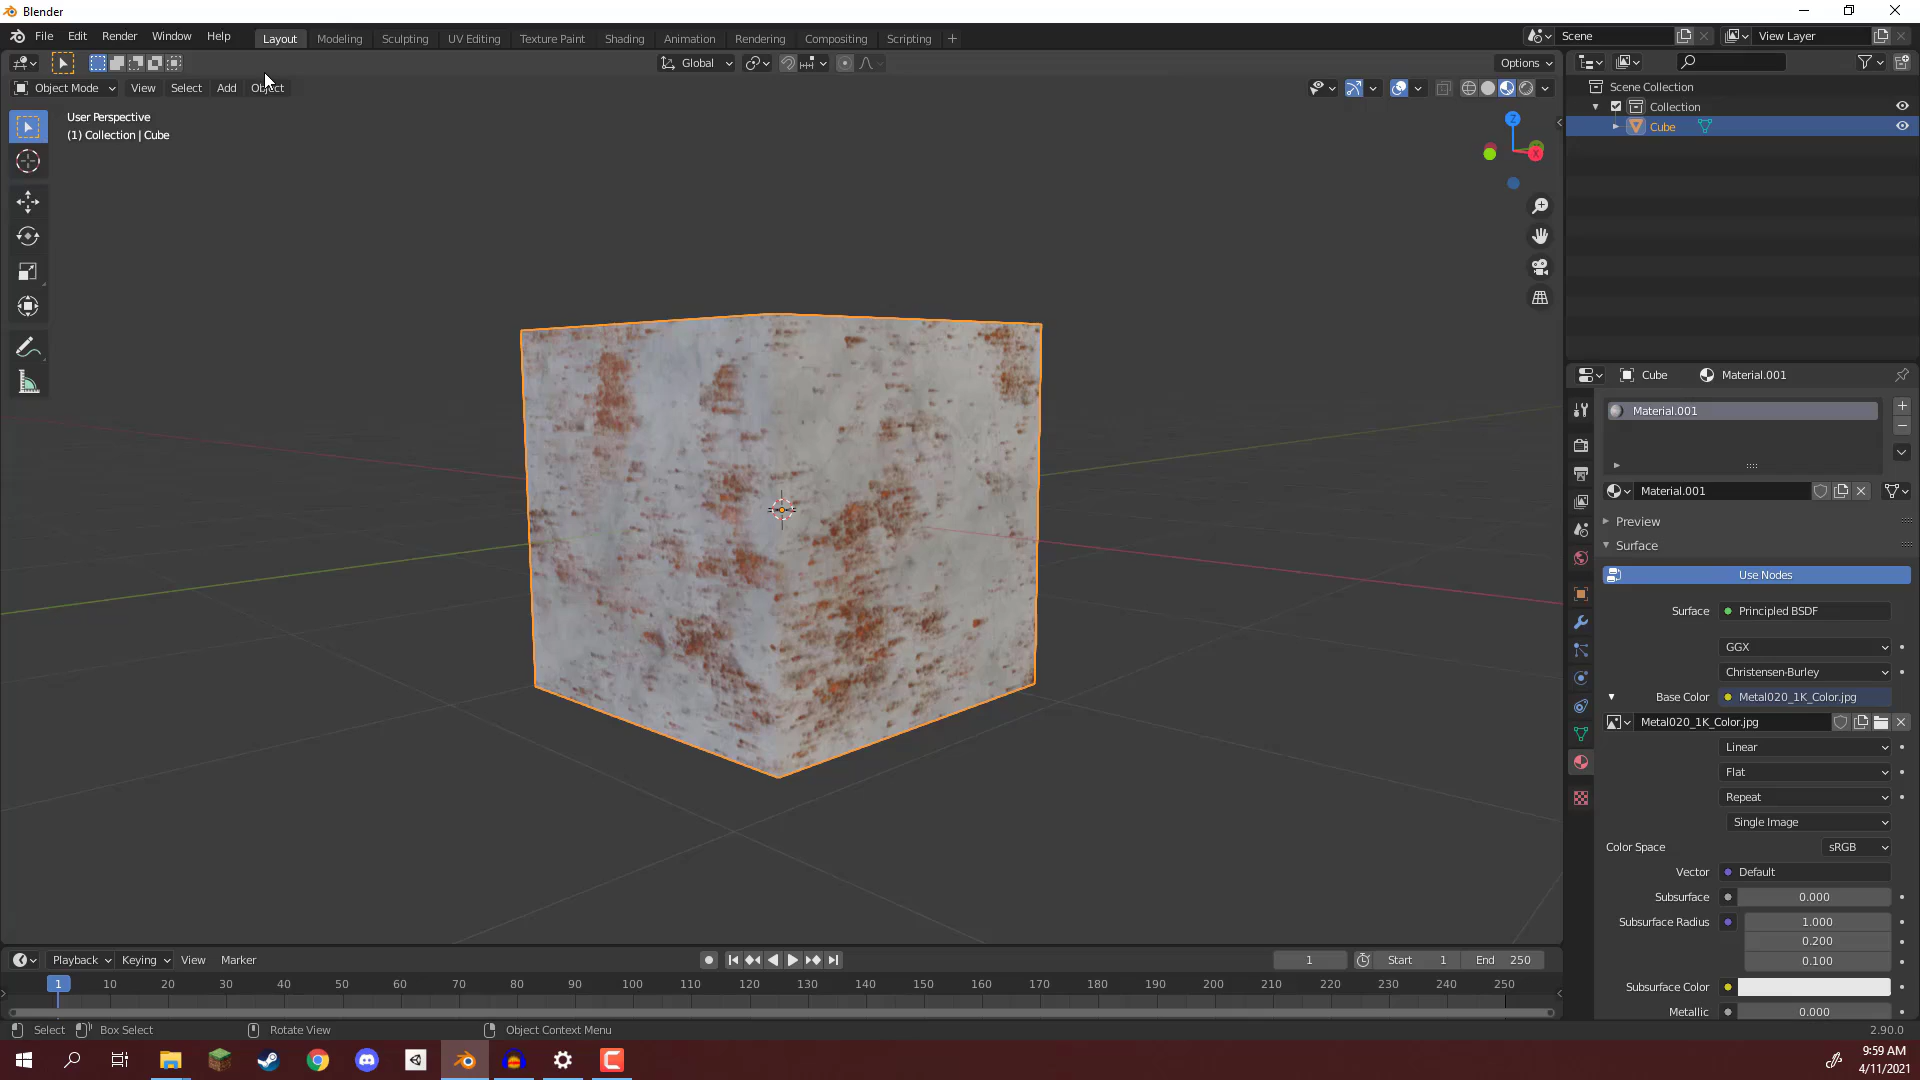 Blender
File Edit Render Window Help Layout Modeling Sculpting UV Editing Texture Paint Shading Animation Rendering Compositing Scripting + Scene View Layer
Global Options
Object Mode View Select Add Object
User Perspective
(1) Collection | Cube
Z
X
Scene Collection
Collection
Cube
Cube Material.001
Material.001
Material.001
Preview
Surface
Use Nodes
Surface Principled BSDF
GGX
Christensen-Burley
Base Color Metal020_1K_Color.jpg
Metal020_1K_Color.jpg
Linear
Flat
Repeat
Single Image
Color Space sRGB
Vector Default
Subsurface 0.000
Subsurface Radius 1.000
0.200
0.100
Subsurface Color
Metallic 0.000
Playback Keying View Marker 1 Start 1 End 250
1 10 20 30 40 50 60 70 80 90 100 110 120 130 140 150 160 170 180 190 200 210 220 230 240 250
Select Box Select Rotate View Object Context Menu 2.90.0
9:59 AM
4/11/2021